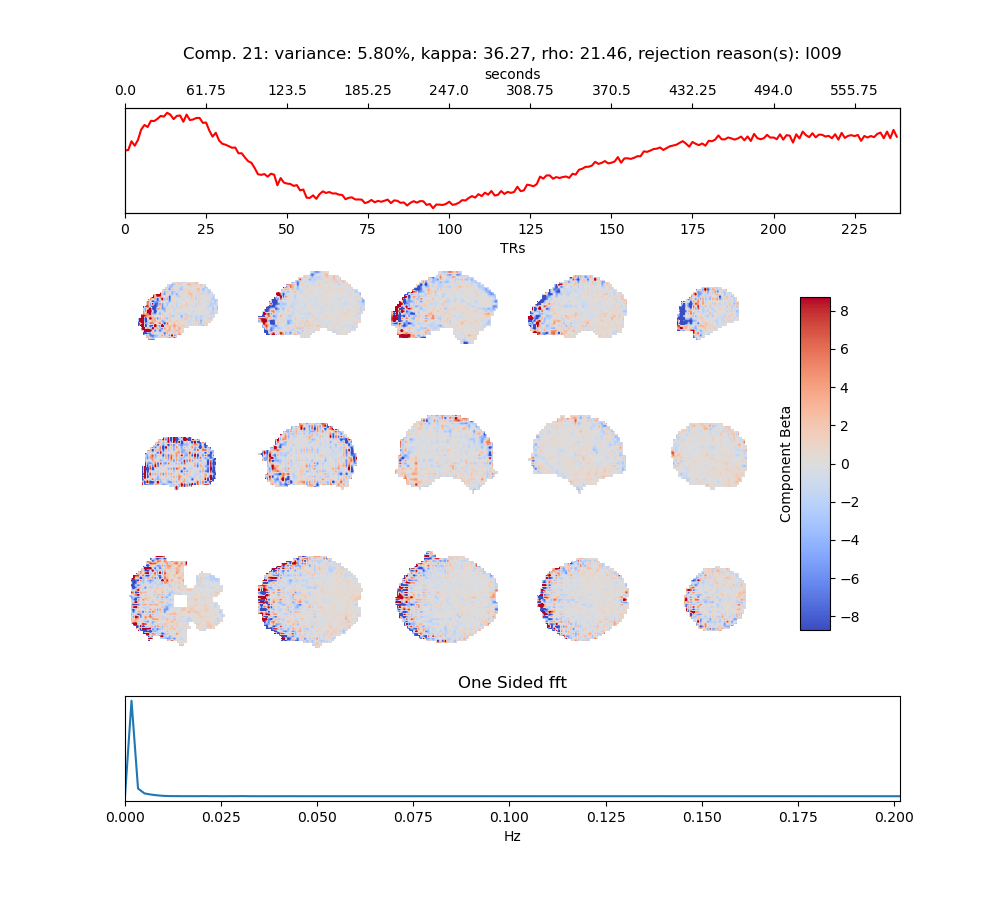 Comp. 21: variance: 5.80%, kappa: 36.27, rho: 21.46, rejection reason(s): I009
seconds
0.0 61.75 123.5 185.25 247.0 308.75 370.5 432.25 494.0 555.75
0 25 50 75 100 125 150 175 200 225
TRs
8
6
4
2
0
−2
−4
−6
−8
Component Beta
One Sided fft
0.000 0.025 0.050 0.075 0.100 0.125 0.150 0.175 0.200
Hz